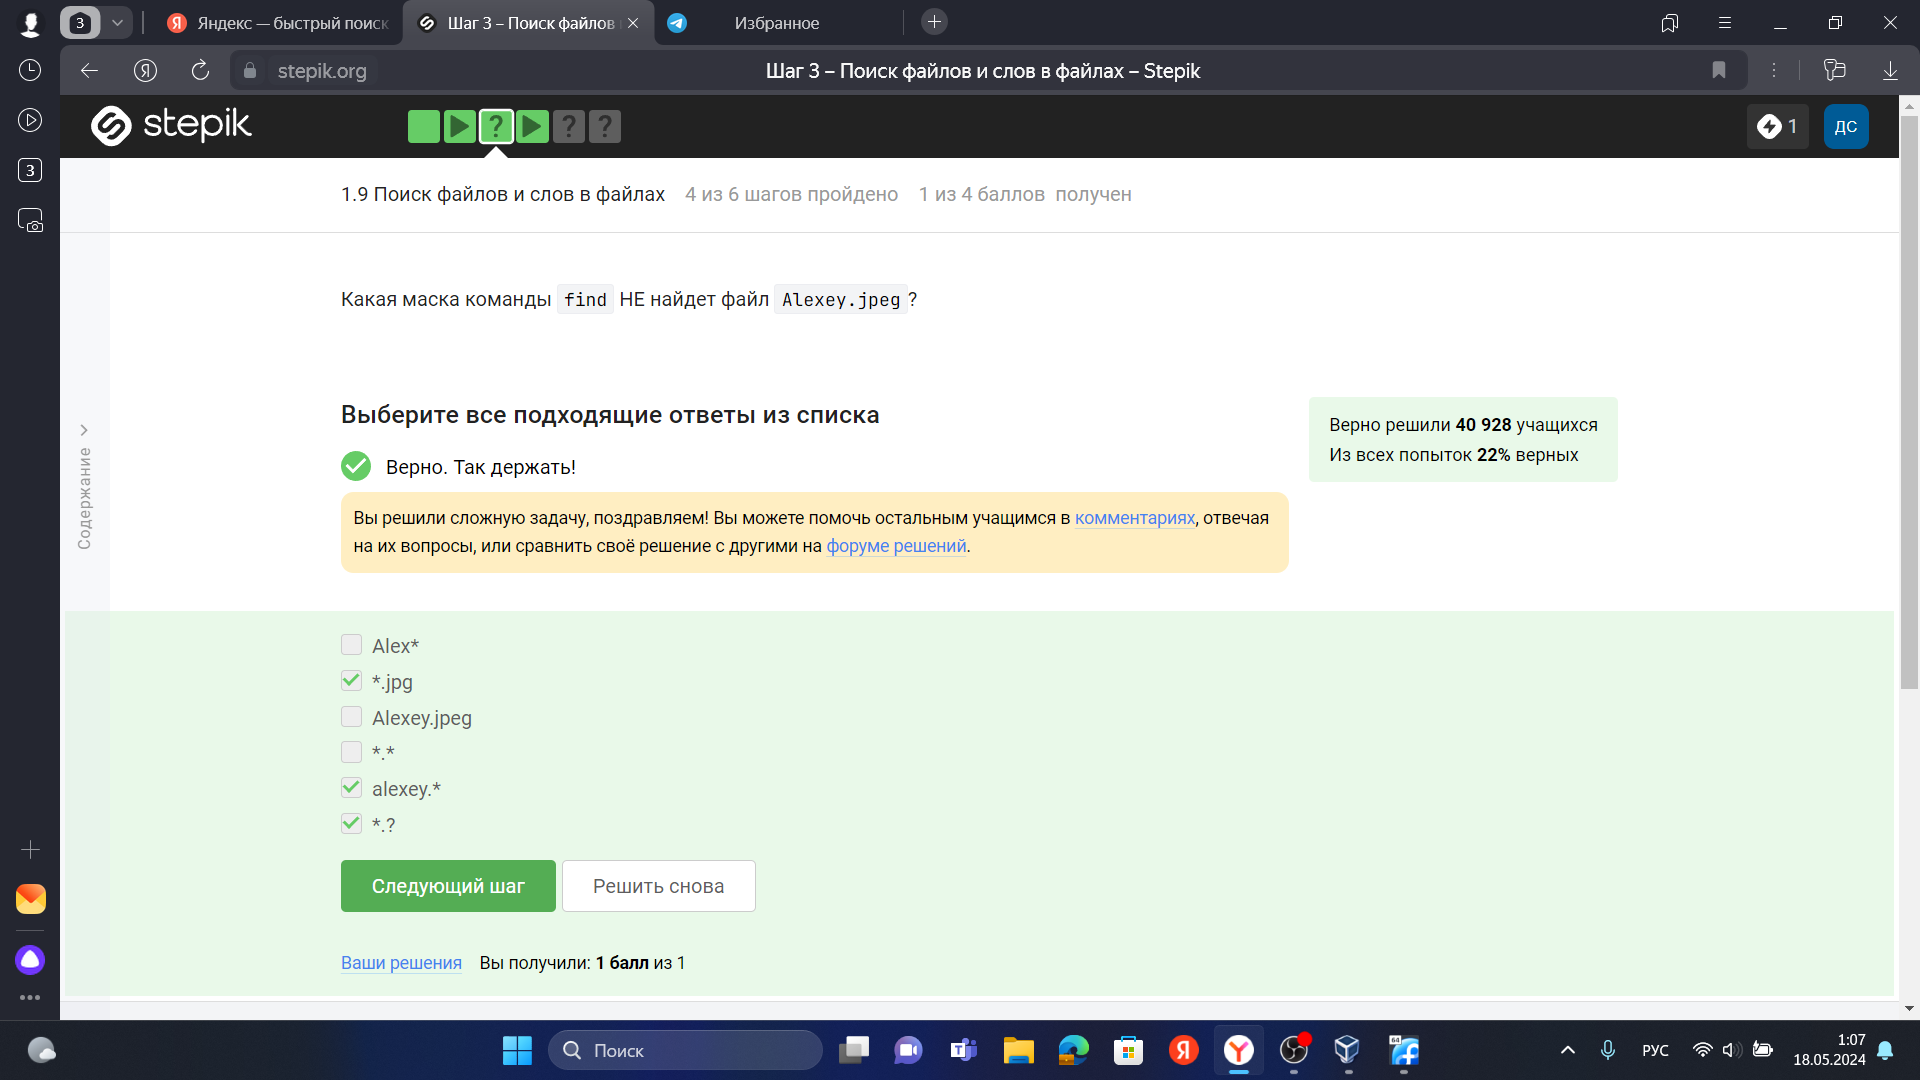 3
Яндекс — быстрый поиск
Шаг 3 – Поиск файлов
Избранное
stepik.org
Шаг 3 – Поиск файлов и слов в файлах – Stepik
3
stepik
? ? ?
1
ДС
1.9 Поиск файлов и слов в файлах 4 из 6 шагов пройдено 1 из 4 баллов получен
Какая маска команды find НЕ найдет файл Alexey.jpeg?
Содержание
Выберите все подходящие ответы из списка
Верно. Так держать!
Верно решили 40 928 учащихся
Из всех попыток 22% верных
Вы решили сложную задачу, поздравляем! Вы можете помочь остальным учащимся в комментариях, отвечая
на их вопросы, или сравнить своё решение с другими на форуме решений.
Alex*
*.jpg
Alexey.jpeg
*.*
alexey.*
*.?
Следующий шаг
Решить снова
Ваши решения Вы получили: 1 балл из 1
Поиск
64
РУС
1:07
18.05.2024